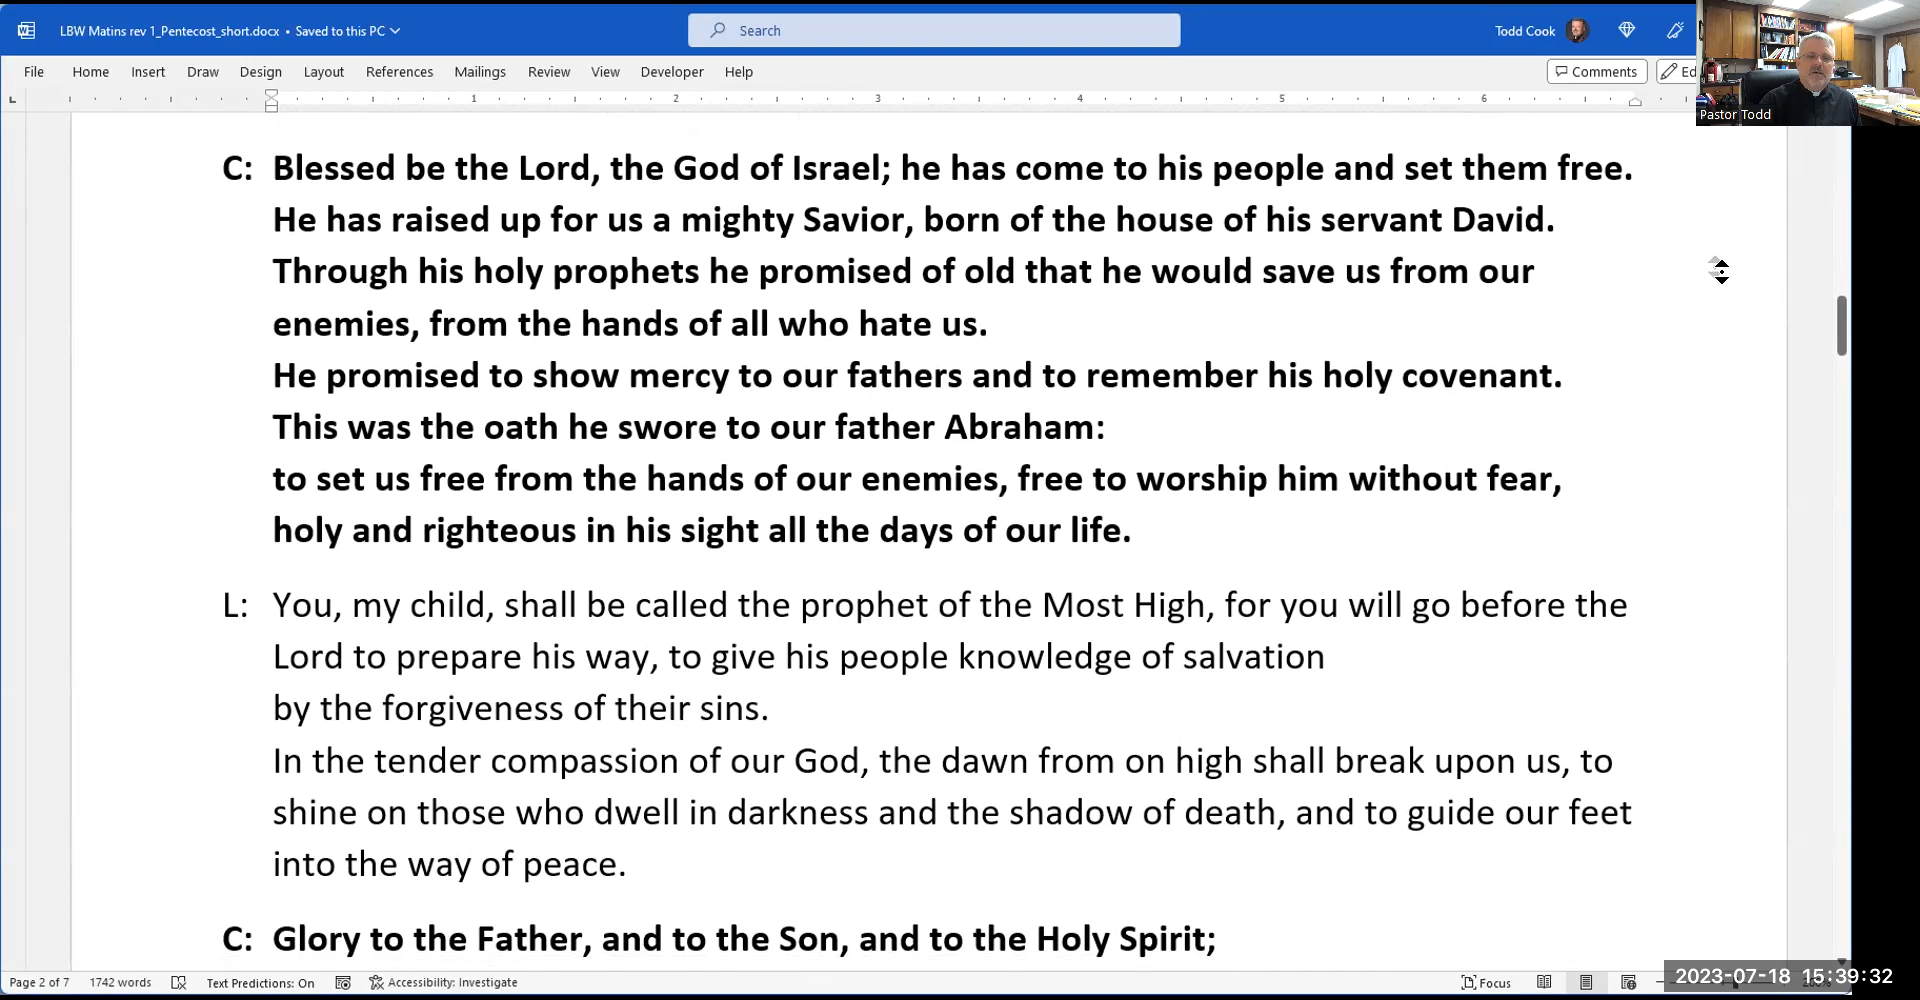 LBW Matins rev 1_Pentecost_short.docx • Saved to this PC
Search
Todd Cook
File Home Insert Draw Design Layout References Mailings Review View Developer Help
Comments
Ed
Pastor Todd
1 2 3 4 5 6
C: Blessed be the Lord, the God of Israel; he has come to his people and set them free.
He has raised up for us a mighty Savior, born of the house of his servant David.
Through his holy prophets he promised of old that he would save us from our
enemies, from the hands of all who hate us.
He promised to show mercy to our fathers and to remember his holy covenant.
This was the oath he swore to our father Abraham:
to set us free from the hands of our enemies, free to worship him without fear,
holy and righteous in his sight all the days of our life.
L: You, my child, shall be called the prophet of the Most High, for you will go before the
Lord to prepare his way, to give his people knowledge of salvation
by the forgiveness of their sins.
In the tender compassion of our God, the dawn from on high shall break upon us, to
shine on those who dwell in darkness and the shadow of death, and to guide our feet
into the way of peace.
C: Glory to the Father, and to the Son, and to the Holy Spirit;
Page 2 of 7 1742 words Text Predictions: On Accessibility: Investigate Focus
2023-07-18 15:39:32